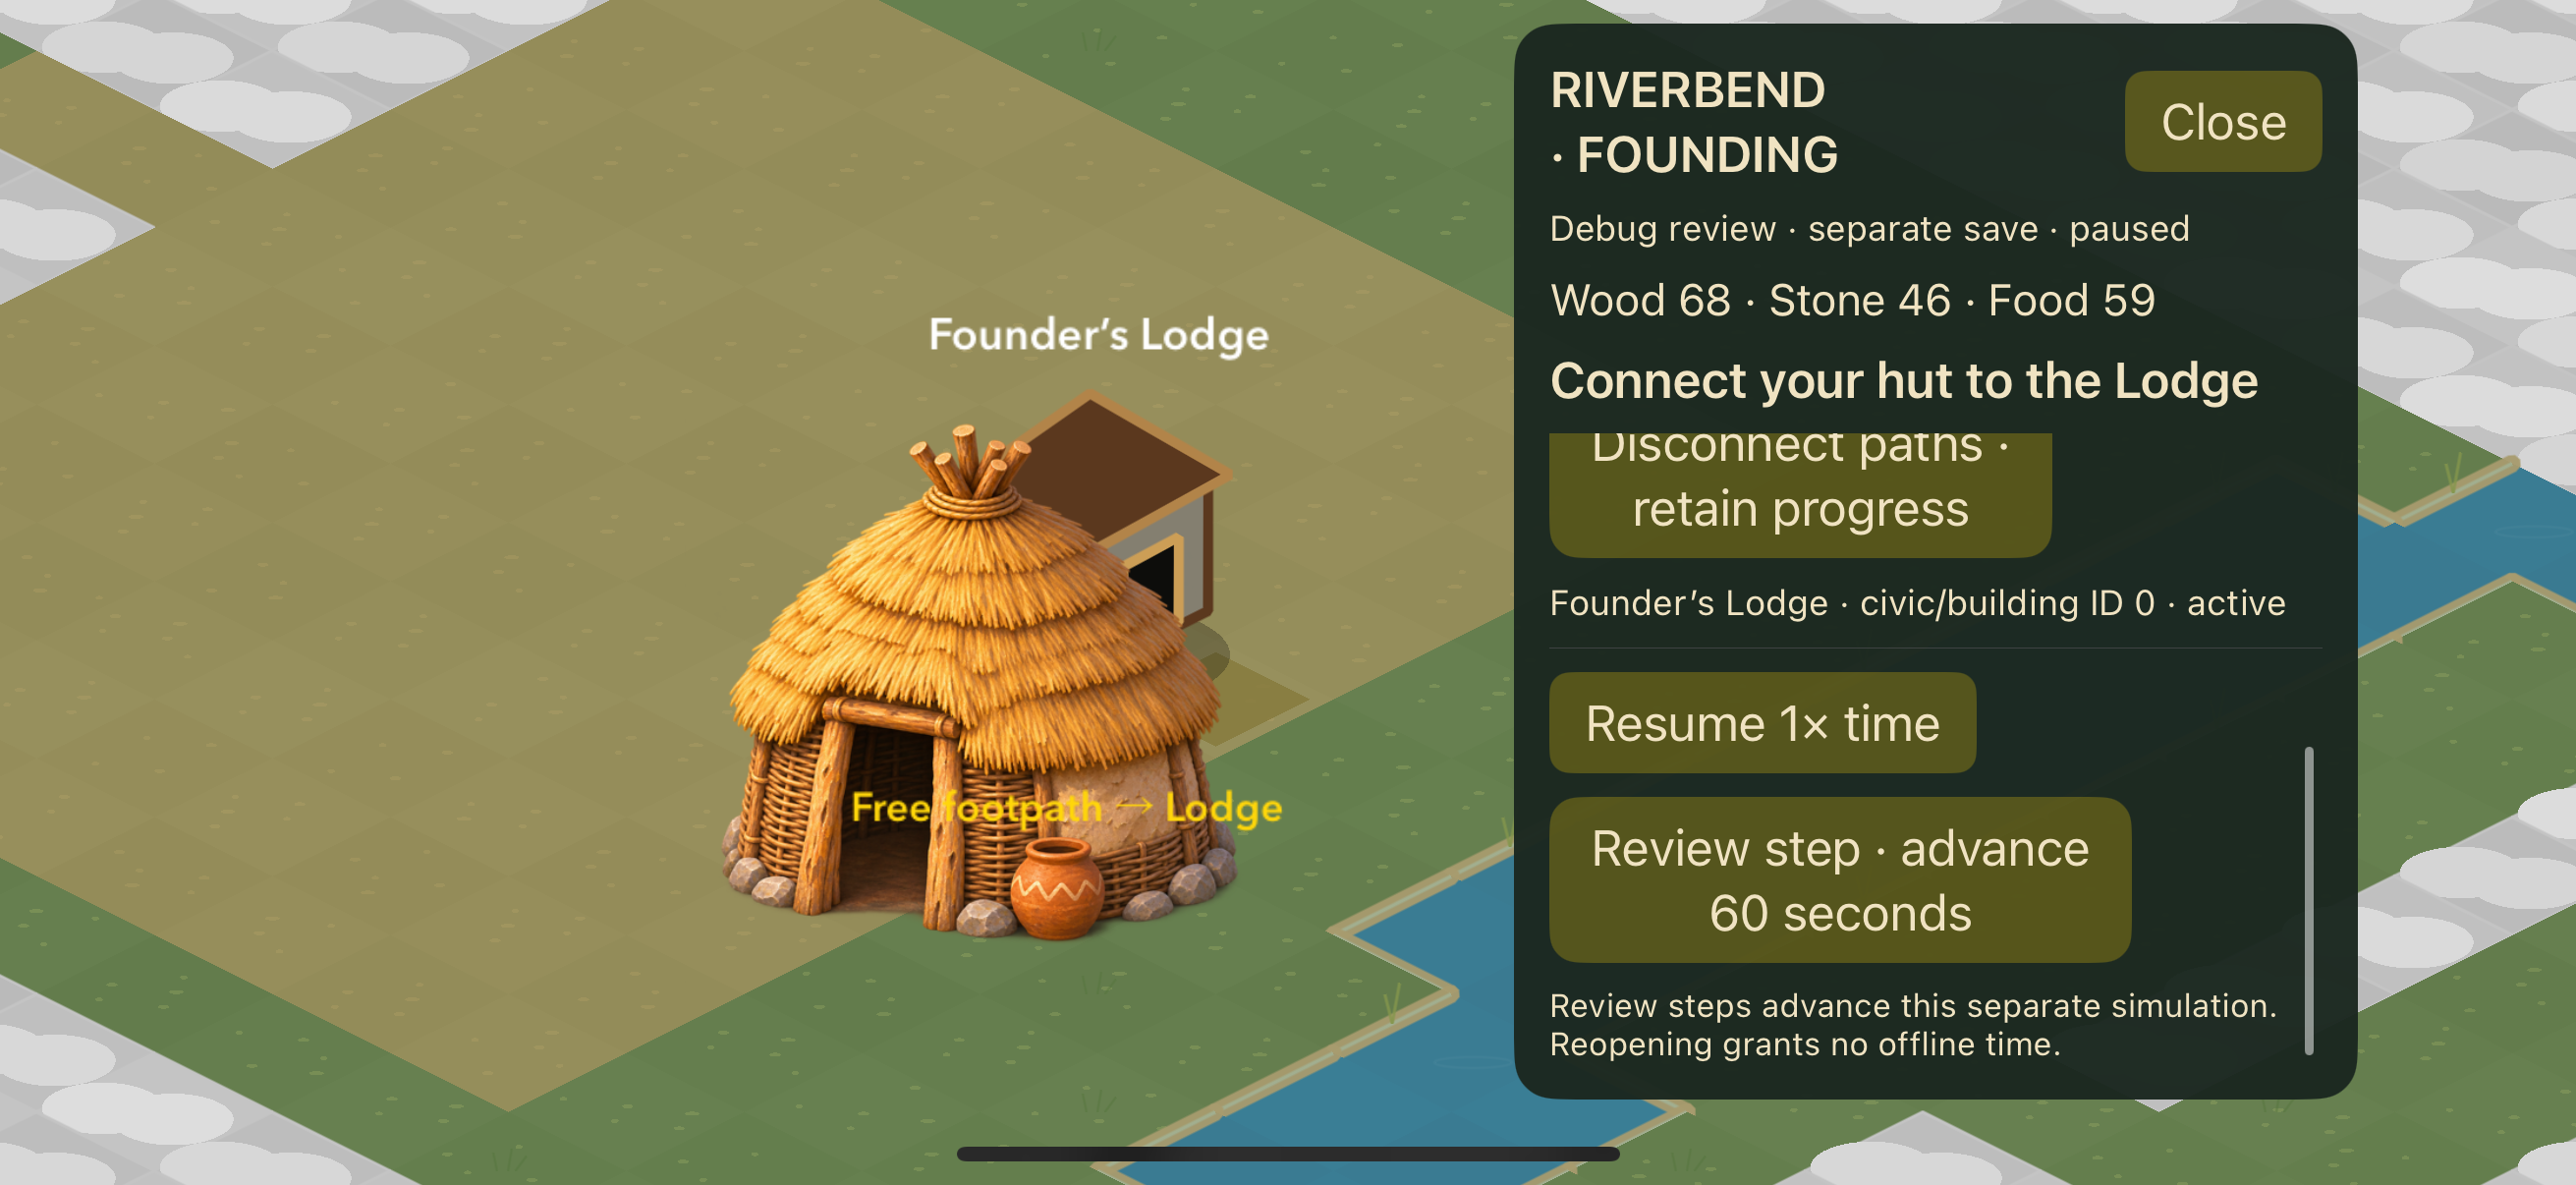 Founder’s Lodge
Free footpath → Lodge
RIVERBEND
· FOUNDING
Close
Debug review · separate save · paused
Wood 68 · Stone 46 · Food 59
Connect your hut to the Lodge
Disconnect paths ·
retain progress
Founder’s Lodge · civic/building ID 0 · active
Resume 1× time
Review step · advance
60 seconds
Review steps advance this separate simulation.
Reopening grants no offline time.